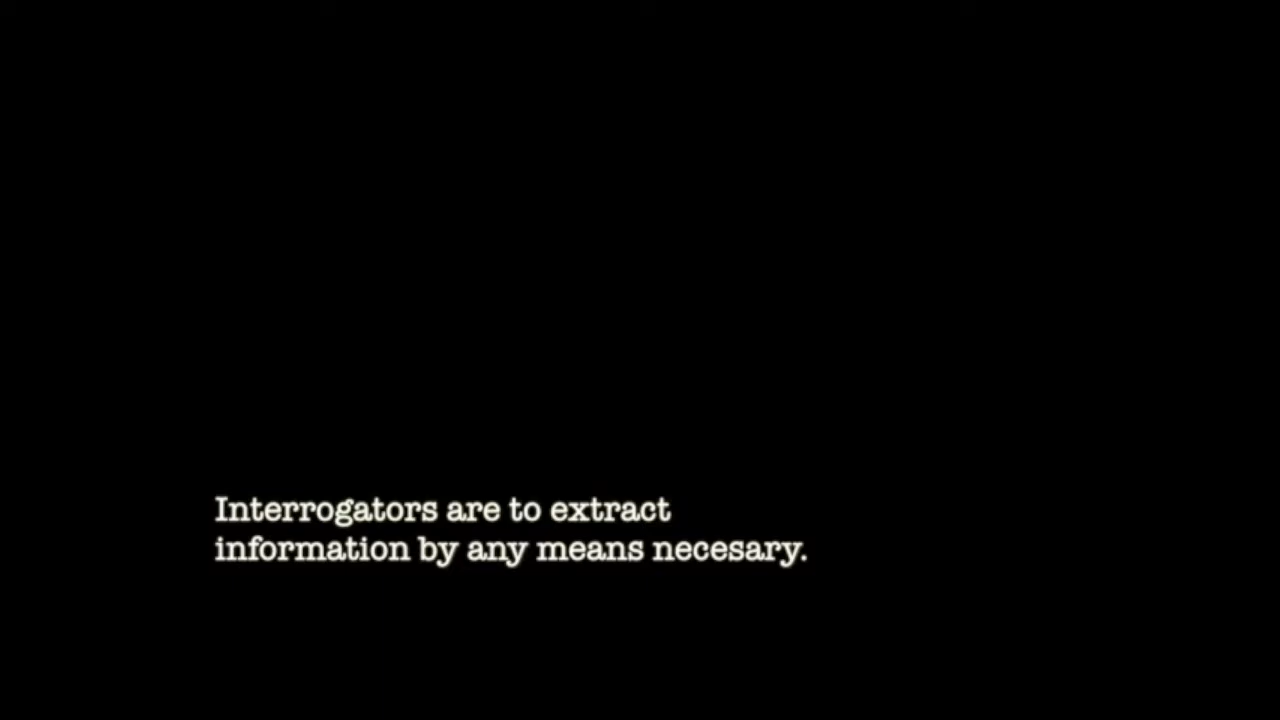 Interrogators are to extract
information by any means necesary.